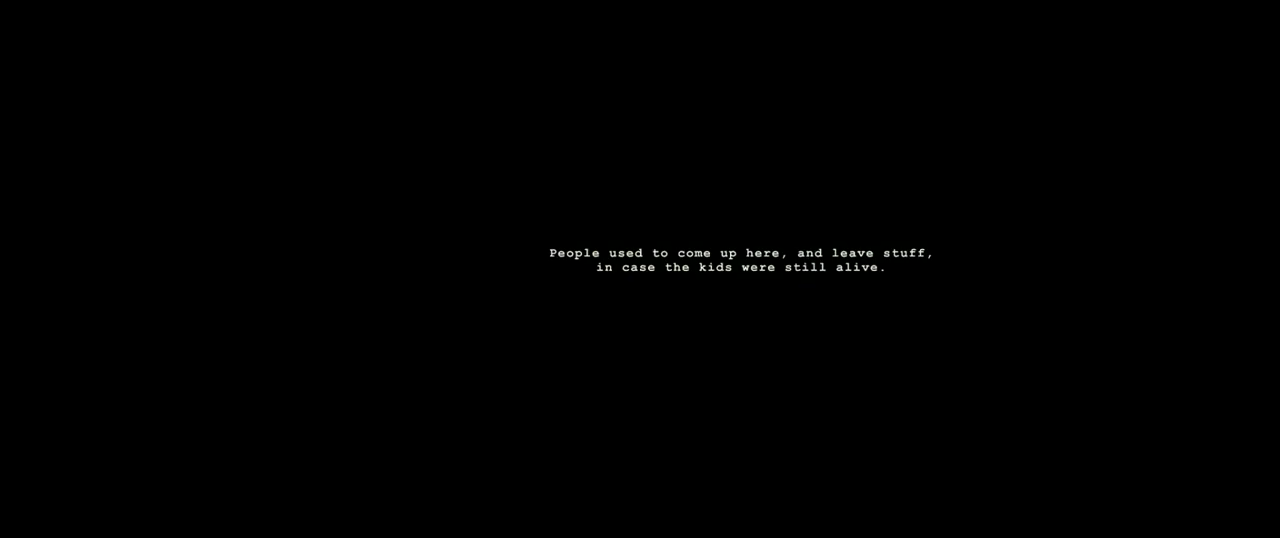 People used to come up here, and leave stuff,
in case the kids were still alive.